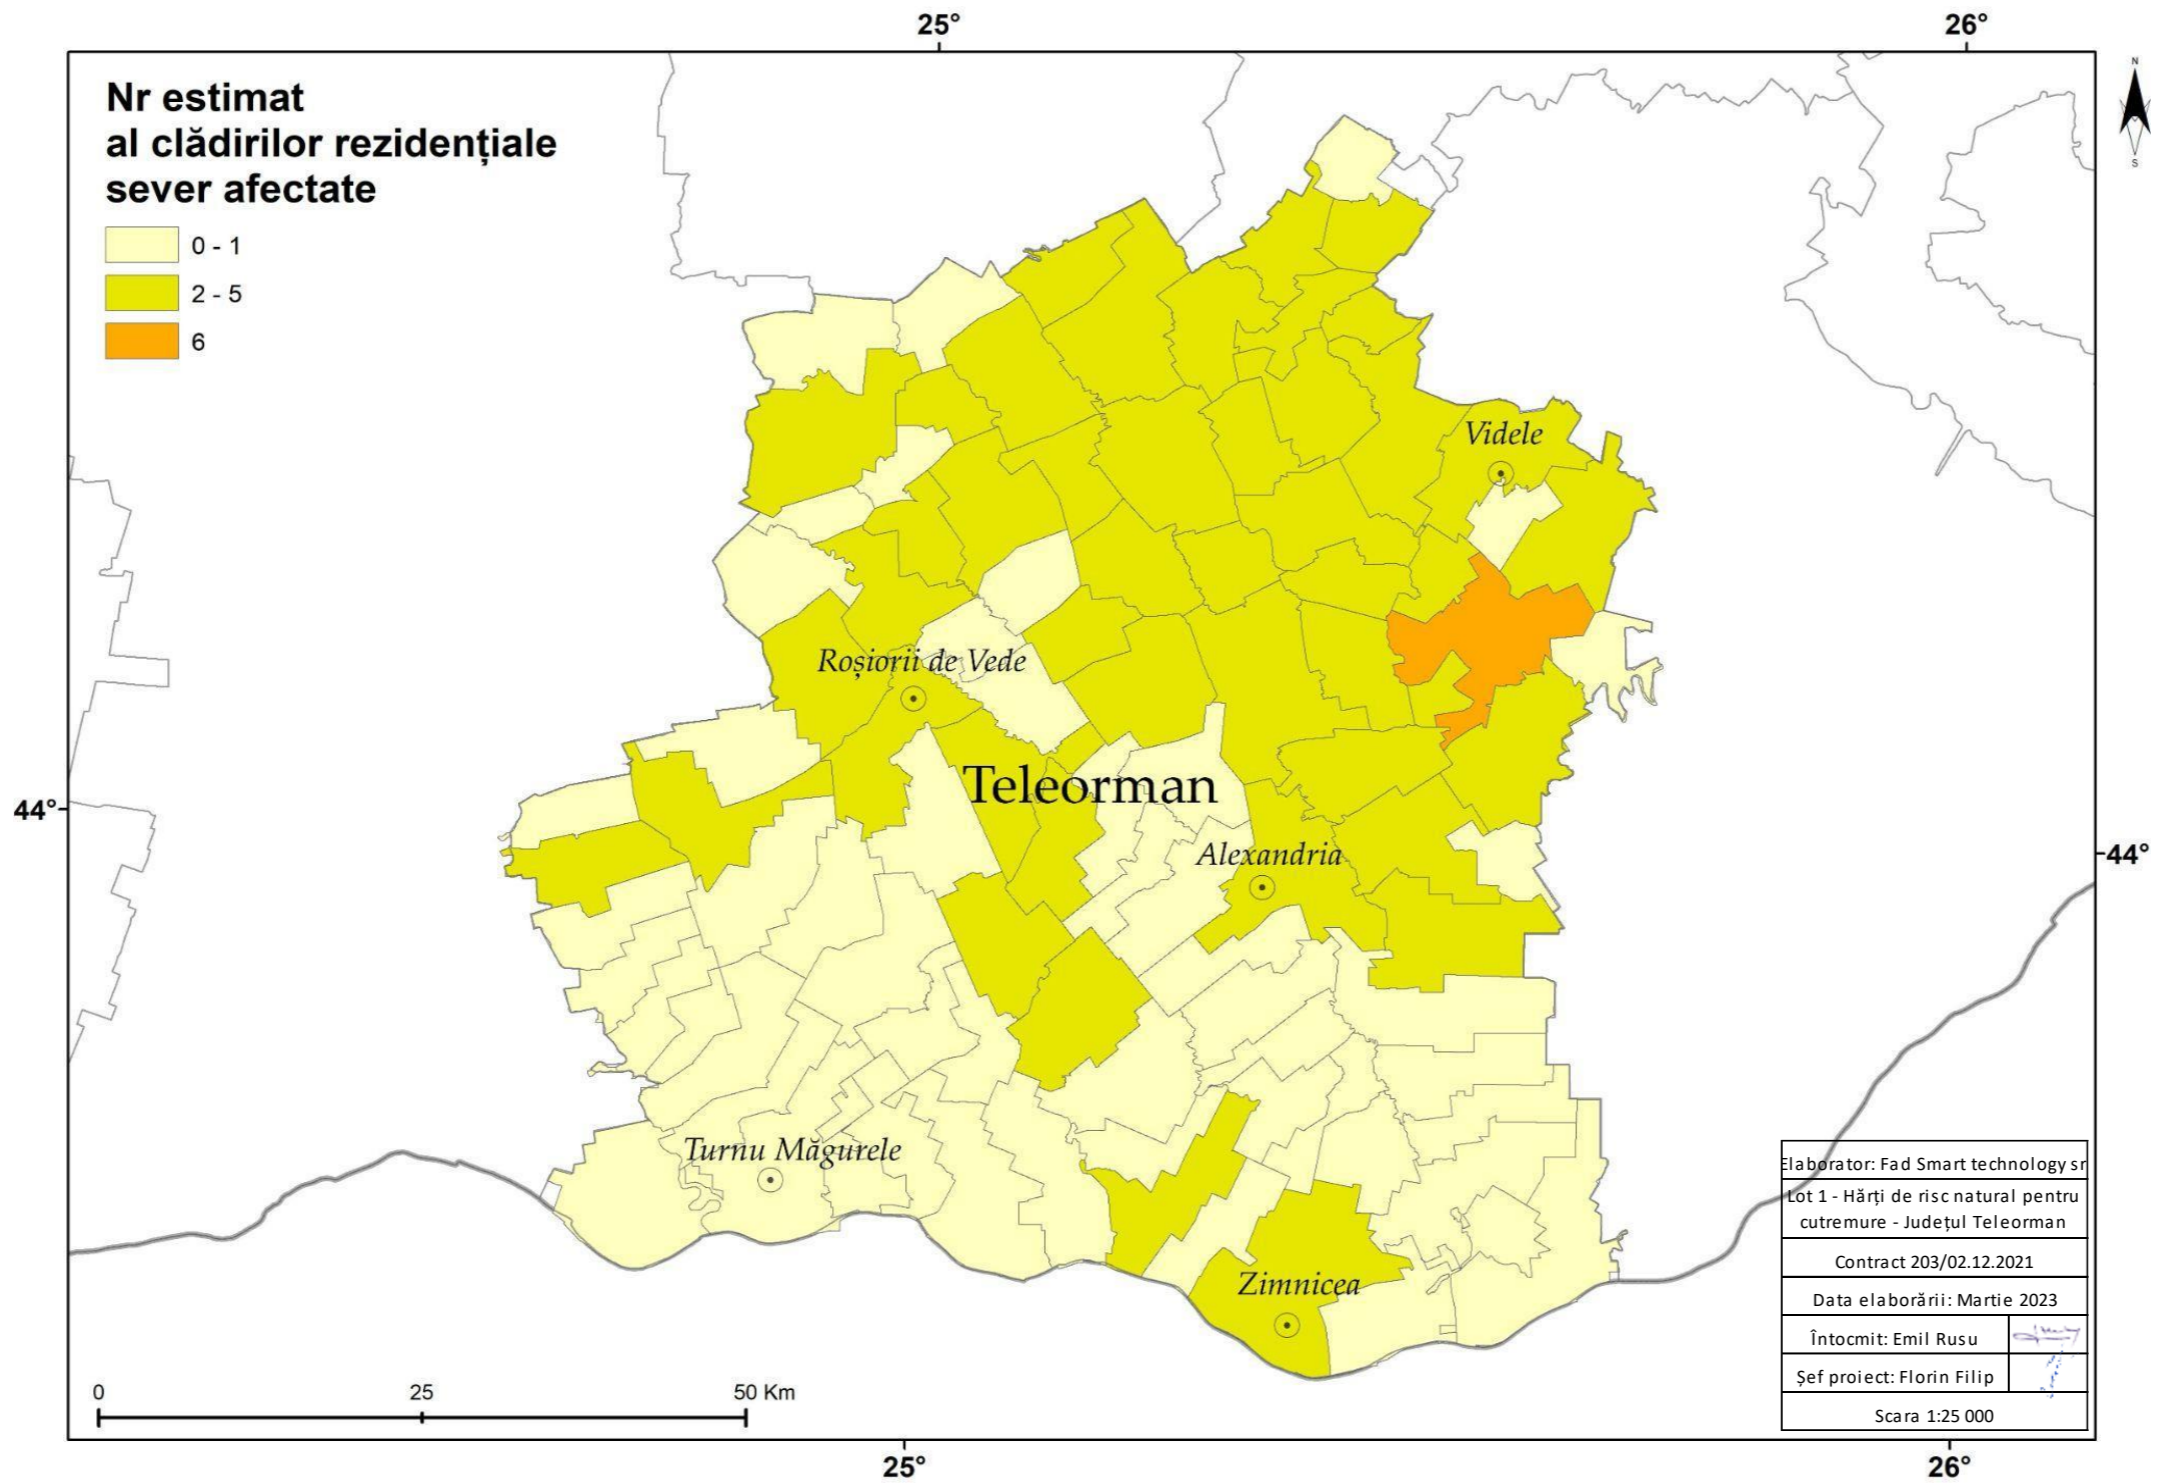 25°
26°
N
S
Nr estimat
al clădirilor rezidențiale
sever afectate
0 - 1
2 - 5
6
Videle
Roșiorii de Vede
Teleorman
44°
Alexandria
44°
Turnu Măgurele
Zimnicea
Elaborator: Fad Smart technology sr
Lot 1 - Hărți de risc natural pentru
cutremure - Județul Teleorman
Contract 203/02.12.2021
Data elaborării: Martie 2023
Întocmit: Emil Rusu
Șef proiect: Florin Filip
Scara 1:25 000
0 25 50 Km
25°
26°